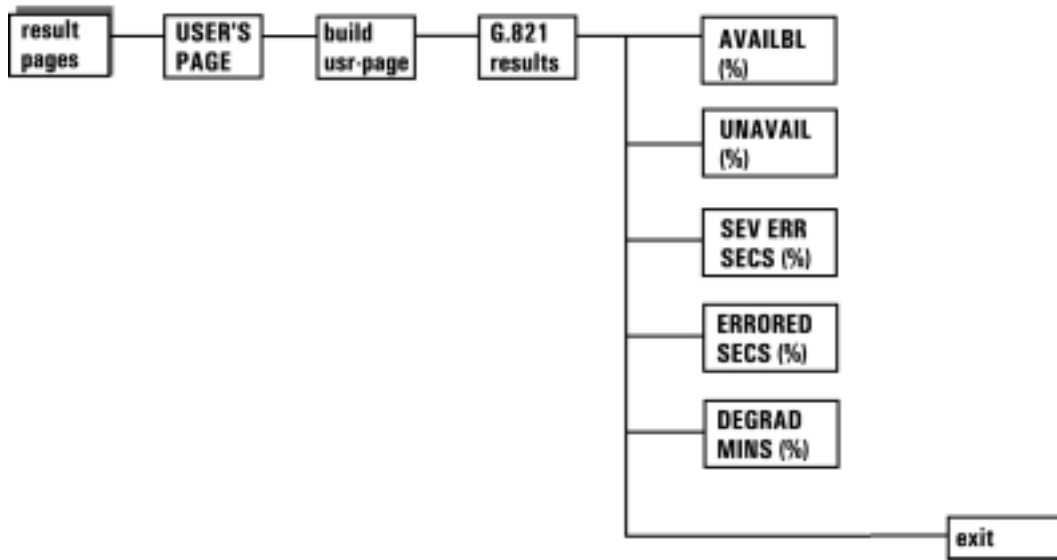 result
pages
USER'S
PAGE
build
usr-page
G.821
results
AVAILBL
(%)
UNAVAIL
(%)
SEV ERR
SECS (%)
ERRORED
SECS (%)
DEGRAD
MINS (%)
exit